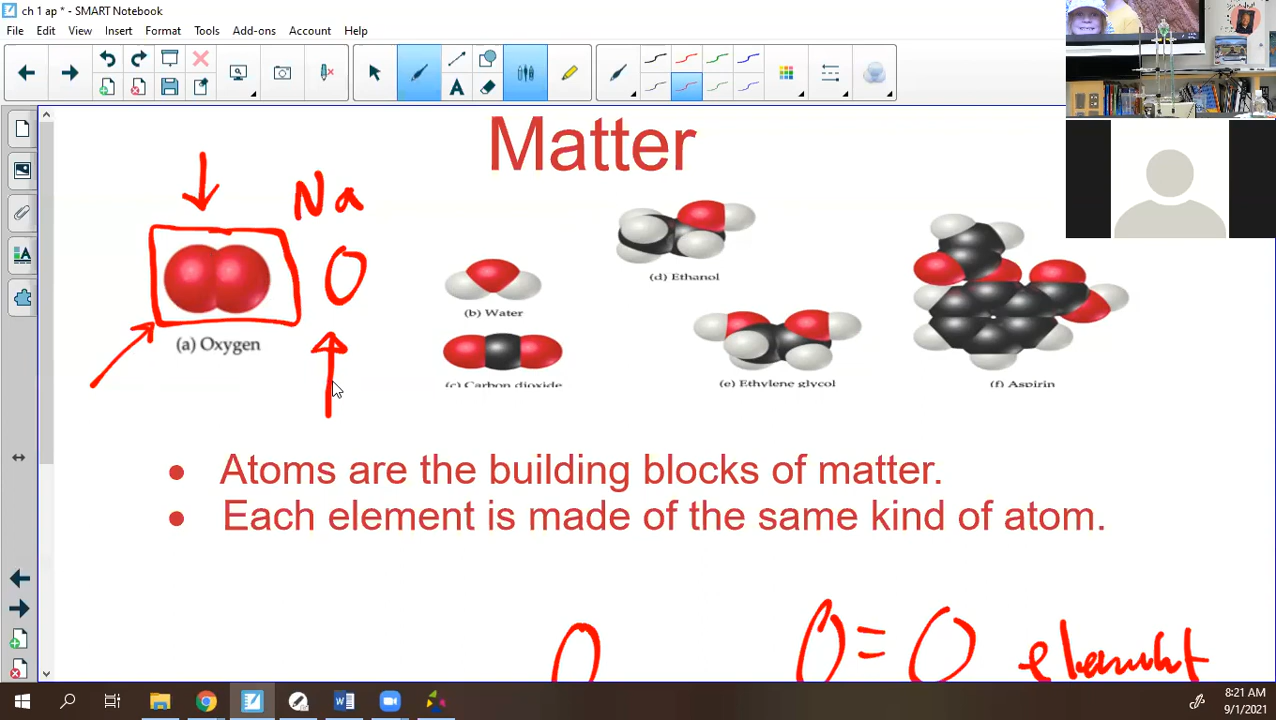 ch 1 ap * - SMART Notebook
File Edit View Insert Format Tools Add-ons Account Help
Matter
Na
O
(a) Oxygen
(b) Water
(c) Carbon dioxide
(d) Ethanol
(e) Ethylene glycol
(f) Aspirin
● Atoms are the building blocks of matter.
● Each element is made of the same kind of atom.
O
O = O element
8:21 AM
9/1/2021